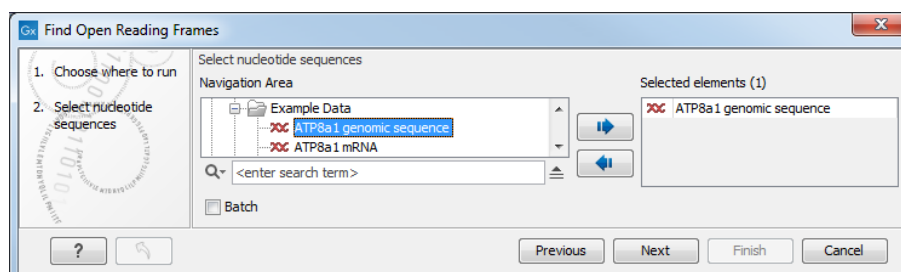 Gx Find Open Reading Frames
1. Choose where to run
2. Select nucleotide
sequences
Select nucleotide sequences
Navigation Area
Example Data
ATP8a1 genomic sequence
ATP8a1 mRNA
<enter search term>
Batch
Selected elements (1)
ATP8a1 genomic sequence
?
Previous
Next
Finish
Cancel